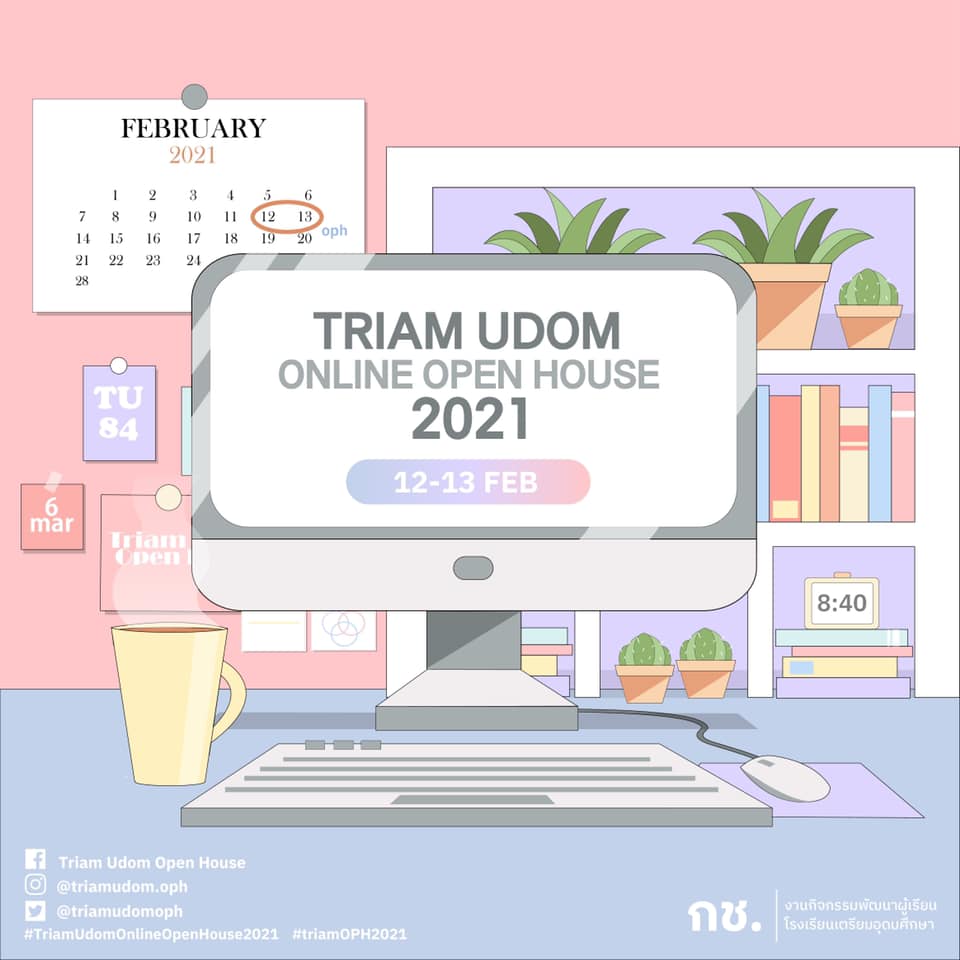 FEBRUARY
2021
1 2 3 4 5 6
7 8 9 10 11 12 13
oph
14 15 16 17 18 19 20
21 22 23 24
28
TRIAM UDOM
ONLINE OPEN HOUSE
2021
12-13 FEB
TU
84
6
mar
Triam
Open
8:40
Triam Udom Open House
@triamudom.oph
@triamudomoph
#TriamUdomOnlineOpenHouse2021 #triamOPH2021
กช.
งานกิจกรรมพัฒนาผู้เรียน
โรงเรียนเตรียมอุดมศึกษา